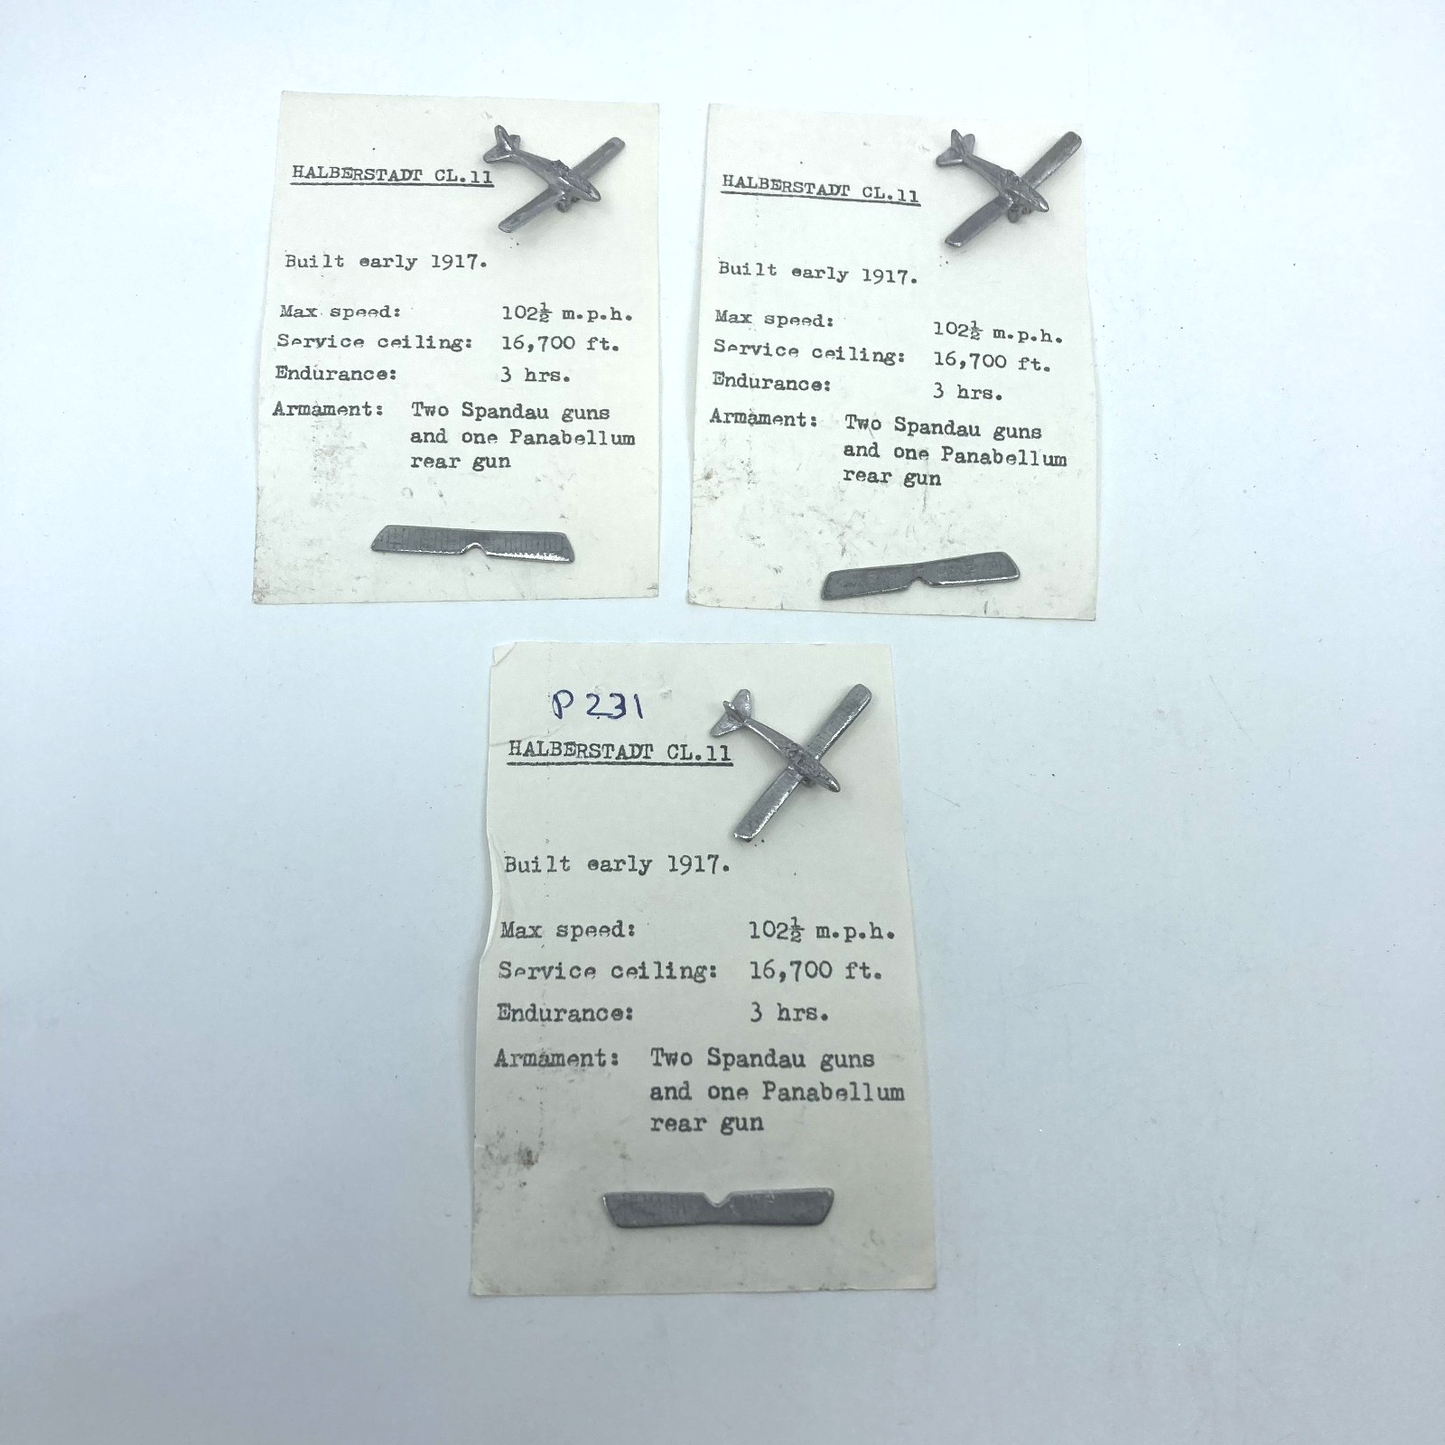 HALBERSTADT CL.11
Built early 1917.
Max speed: 102½ m.p.h.
Service ceiling: 16,700 ft.
Endurance: 3 hrs.
Armament: Two Spandau guns
and one Panabellum
rear gun
HALBERSTADT CL.11
Built early 1917.
Max speed: 102½ m.p.h.
Service ceiling: 16,700 ft.
Endurance: 3 hrs.
Armament: Two Spandau guns
and one Panabellum
rear gun
P 231
HALBERSTADT CL.11
Built early 1917.
Max speed: 102½ m.p.h.
Service ceiling: 16,700 ft.
Endurance: 3 hrs.
Armament: Two Spandau guns
and one Panabellum
rear gun